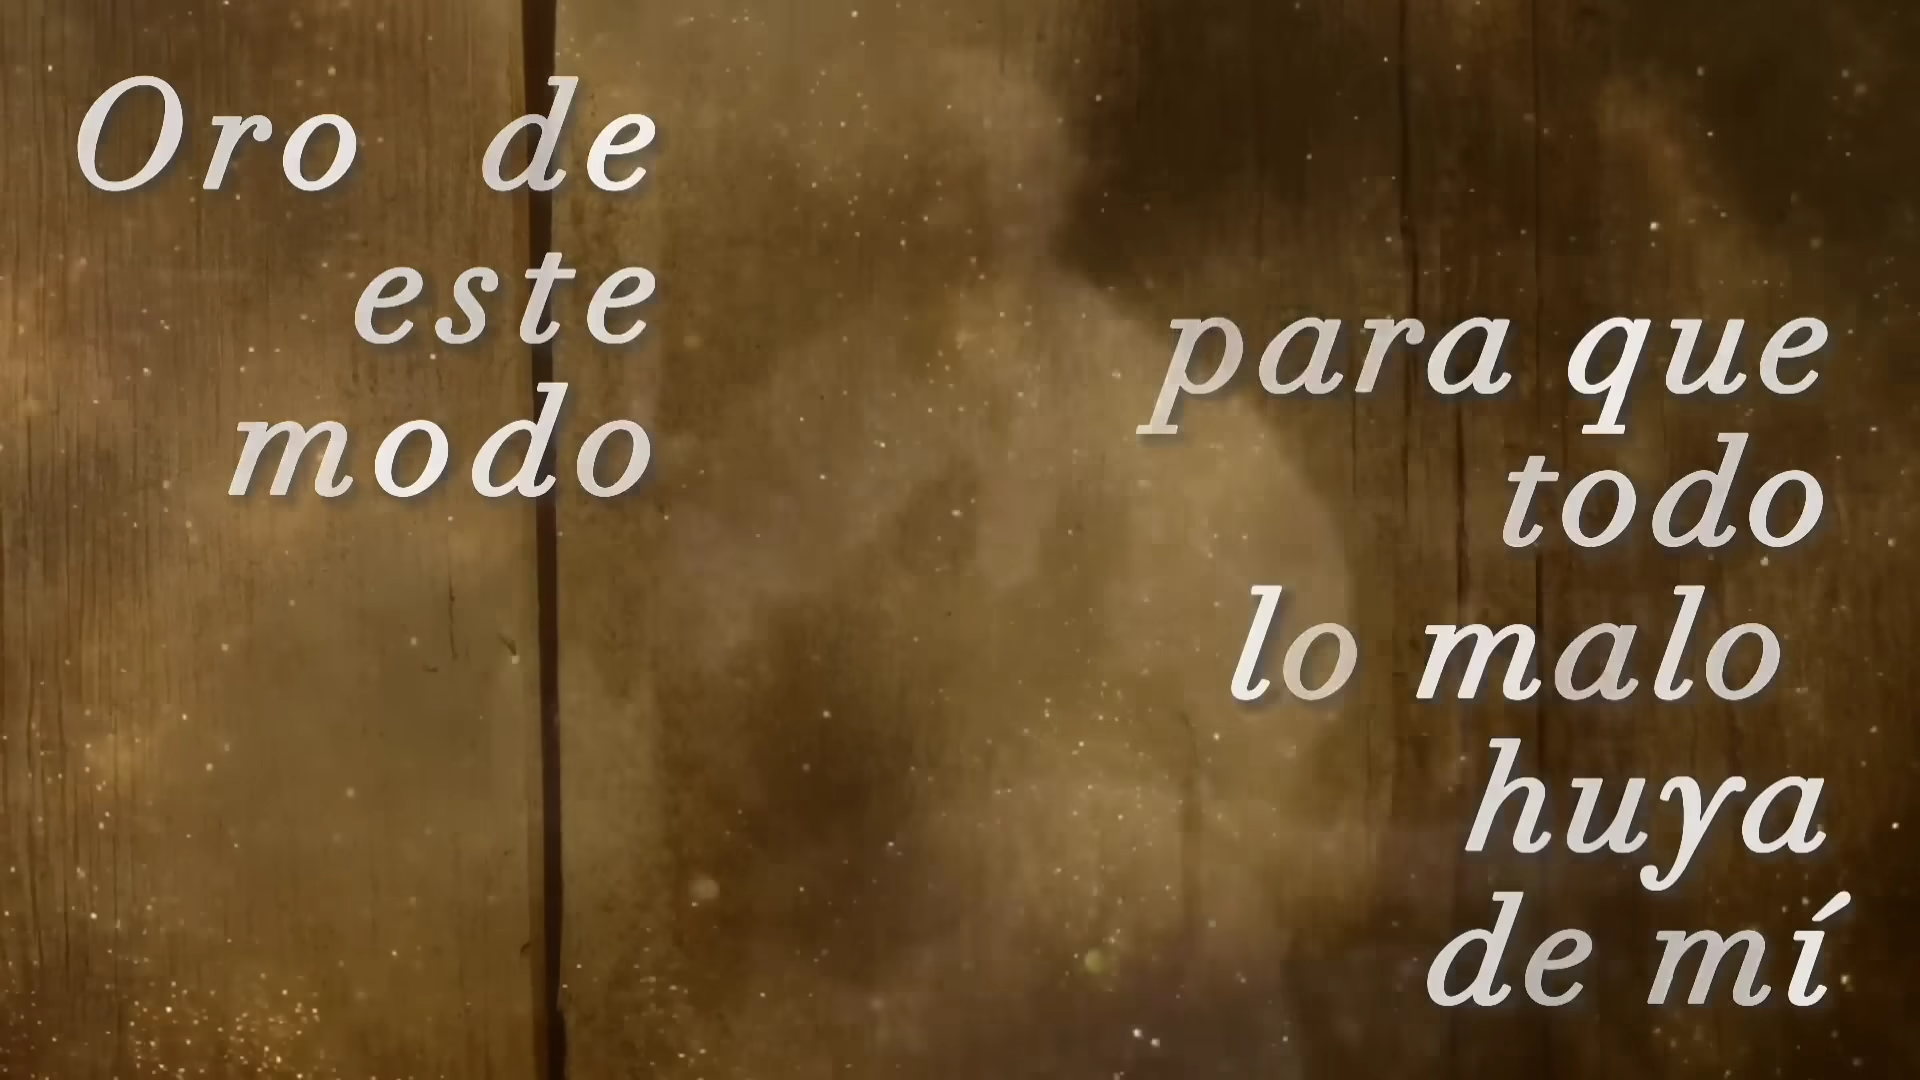 Oro de
este
modo
para que
todo
lo malo
huya
de mí